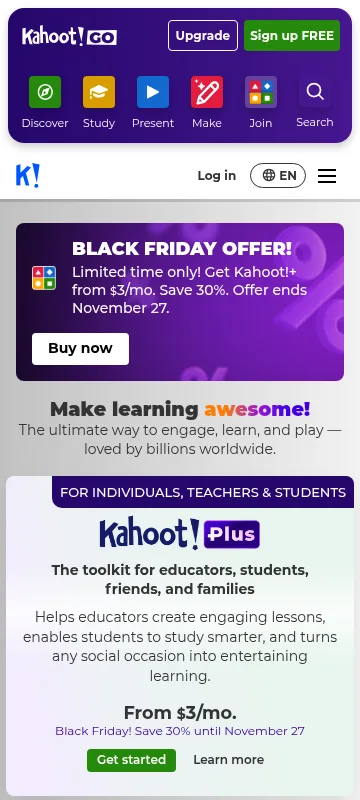 Kahoot! GO
Upgrade
Sign up FREE
Discover
Study
Present
Make
Join
Search
K!
Log in
EN
BLACK FRIDAY OFFER!
Limited time only! Get Kahoot!+
from $3/mo. Save 30%. Offer ends
November 27.
Buy now
Make learning awesome!
The ultimate way to engage, learn, and play —
loved by billions worldwide.
FOR INDIVIDUALS, TEACHERS & STUDENTS
Kahoot! Plus
The toolkit for educators, students,
friends, and families
Helps educators create engaging lessons,
enables students to study smarter, and turns
any social occasion into entertaining
learning.
From $3/mo.
Black Friday! Save 30% until November 27
Get started
Learn more